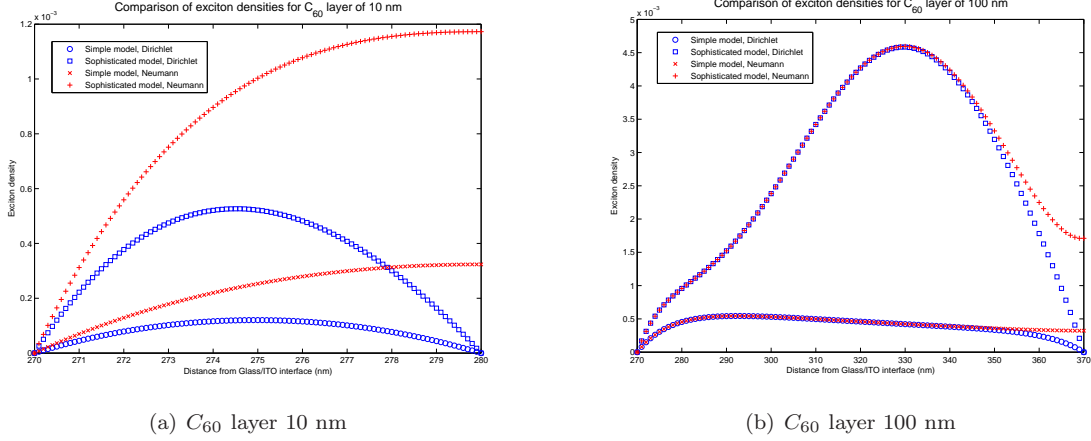 Comparison of exciton densities for C60 layer of 10 nm
×10-3
Simple model, Dirichlet
Sophisticated model, Dirichlet
Simple model, Neumann
Sophisticated model, Neumann
Exciton density
1.2
1
0.8
0.6
0.4
0.2
0
270 271 272 273 274 275 276 277 278 279 280
Distance from Glass/ITO interface (nm)
(a) C60 layer 10 nm
Comparison of exciton densities for C60 layer of 100 nm
x 10-3
Simple model, Dirichlet
Sophisticated model, Dirichlet
Simple model, Neumann
Sophisticated model, Neumann
Exciton density
5
4.5
4
3.5
3
2.5
2
1.5
1
0.5
0
270 280 290 300 310 320 330 340 350 360 370
Distance from Glass/ITO interface (nm)
(b) C60 layer 100 nm